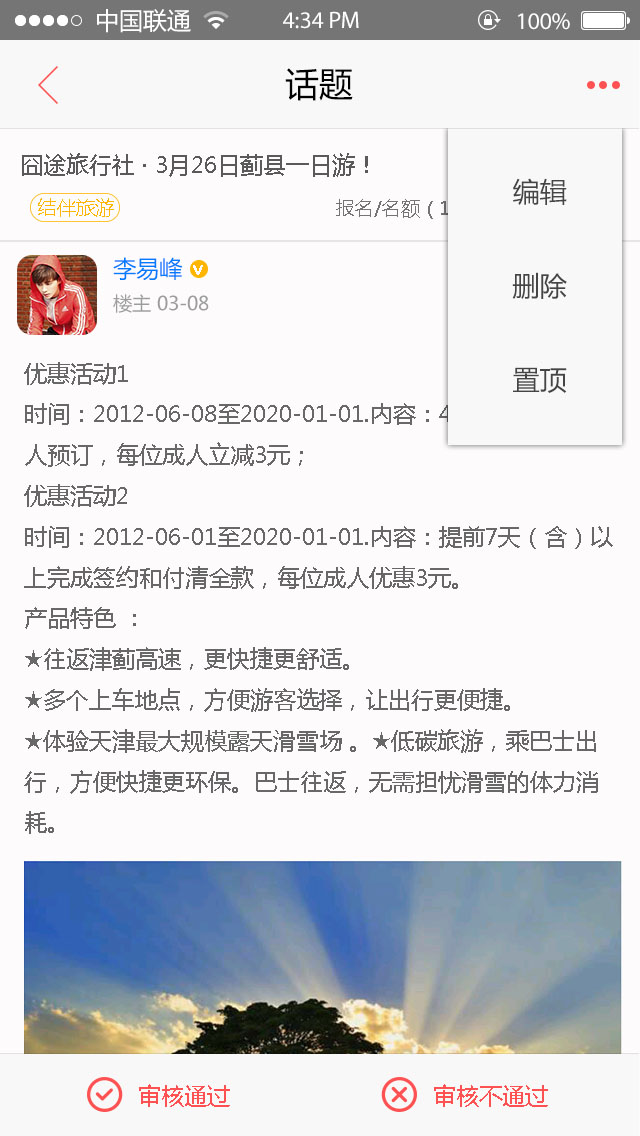 中国联通 4:34 PM 100%
话题
囧途旅行社 · 3月26日蓟县一日游！
结伴旅游 报名/名额（1
编辑
删除
置顶
李易峰
楼主 03-08
优惠活动1
时间：2012-06-08至2020-01-01.内容：4
人预订，每位成人立减3元；
优惠活动2
时间：2012-06-01至2020-01-01.内容：提前7天（含）以
上完成签约和付清全款，每位成人优惠3元。
产品特色 ：
★往返津蓟高速，更快捷更舒适。
★多个上车地点，方便游客选择，让出行更便捷。
★体验天津最大规模露天滑雪场 。★低碳旅游，乘巴士出
行，方便快捷更环保。巴士往返，无需担忧滑雪的体力消
耗。
审核通过 审核不通过